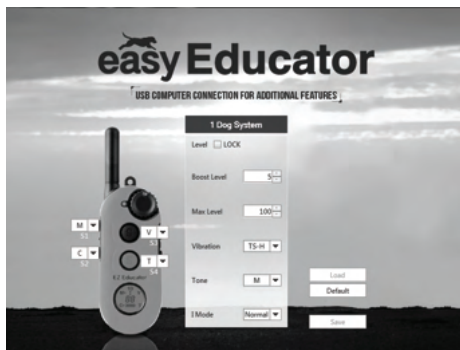 easy Educator
USB COMPUTER CONNECTION FOR ADDITIONAL FEATURES
1 Dog System
Level LOCK
Boost Level 5
Max Level 100
M
S1
V
S3
C
S2
T
S4
Vibration TS-H
EZ Educator
Tone M
Load
Default
I Mode Normal
Save